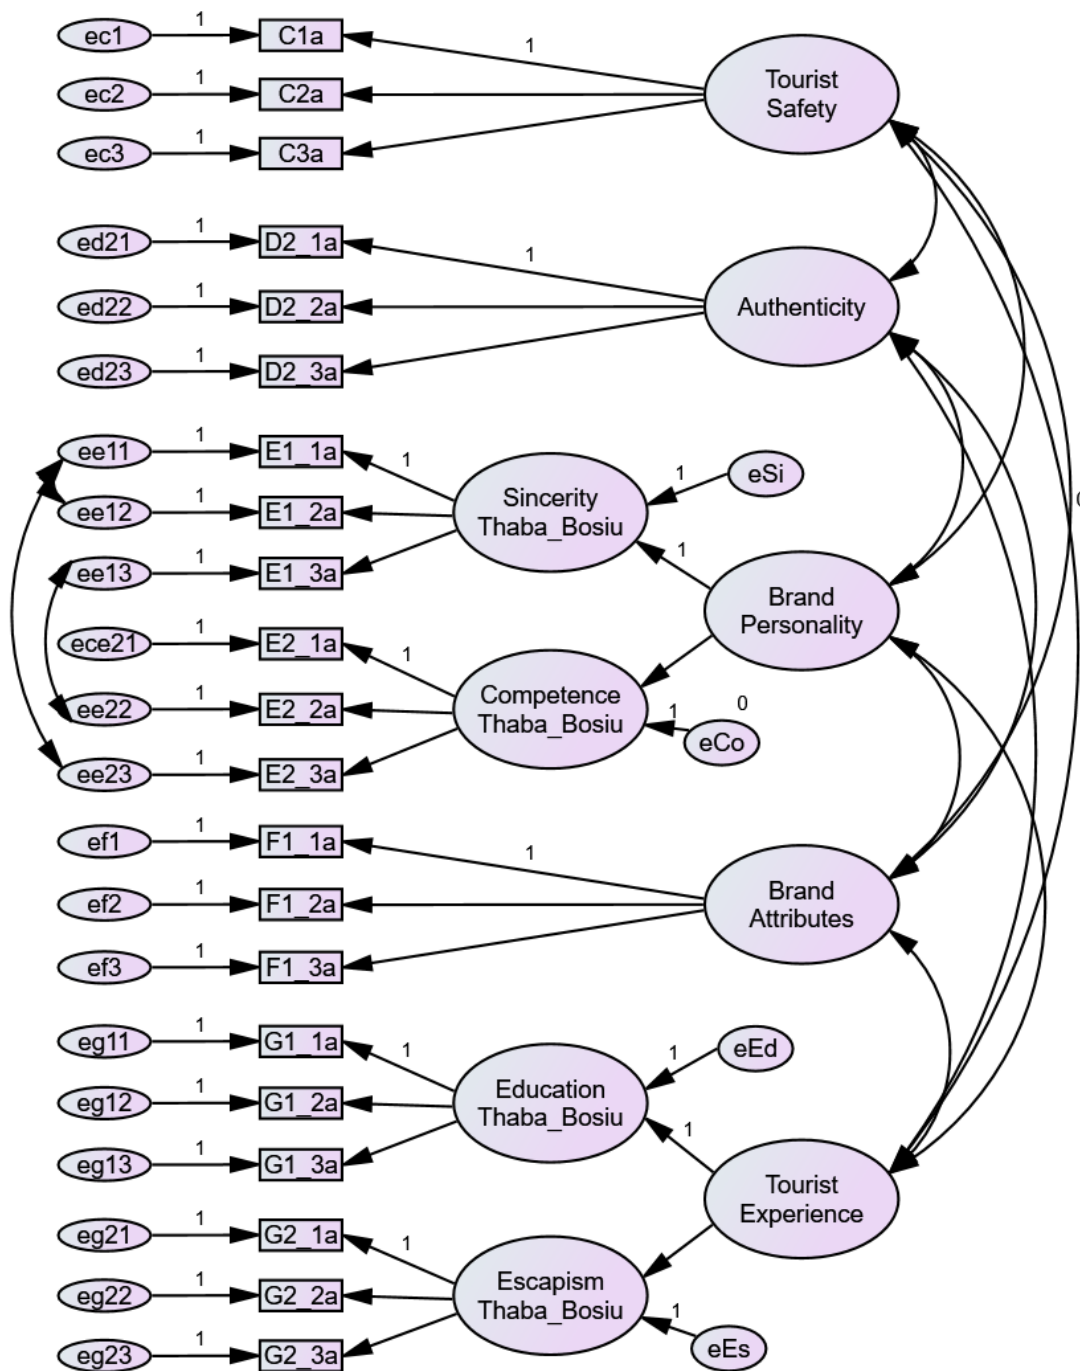 ec1 1 C1a 1
ec2 1 C2a
ec3 1 C3a
Tourist
Safety
ed21 1 D2_1a 1
ed22 1 D2_2a
ed23 1 D2_3a
Authenticity
ee11 1 E1_1a 1
ee12 1 E1_2a
ee13 1 E1_3a
Sincerity
Thaba_Bosiu
1 eSi
1
Brand
Personality
ece21 1 E2_1a 1
ee22 1 E2_2a
ee23 1 E2_3a
Competence
Thaba_Bosiu
0
1 eCo
ef1 1 F1_1a 1
ef2 1 F1_2a
ef3 1 F1_3a
Brand
Attributes
eg11 1 G1_1a 1
eg12 1 G1_2a
eg13 1 G1_3a
Education
Thaba_Bosiu
1 eEd
1
Tourist
Experience
eg21 1 G2_1a 1
eg22 1 G2_2a
eg23 1 G2_3a
Escapism
Thaba_Bosiu
1 eEs